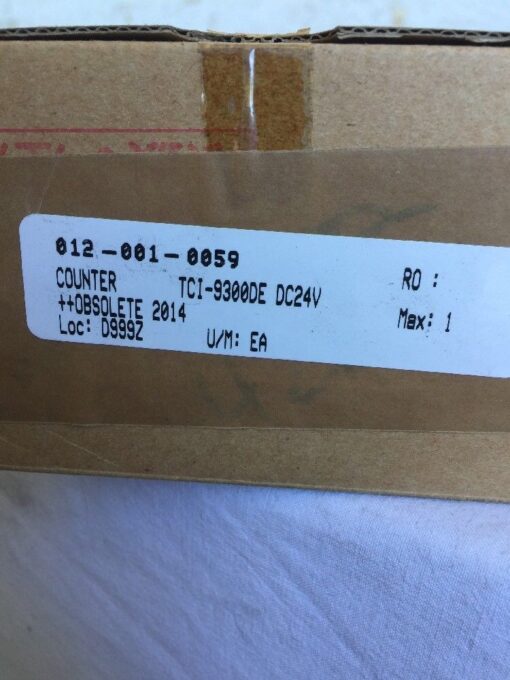 012-001-0059
COUNTER TCI-9300DE DC24V RO :
++OBSOLETE 2014 Max: 1
Loc: D999Z U/M: EA